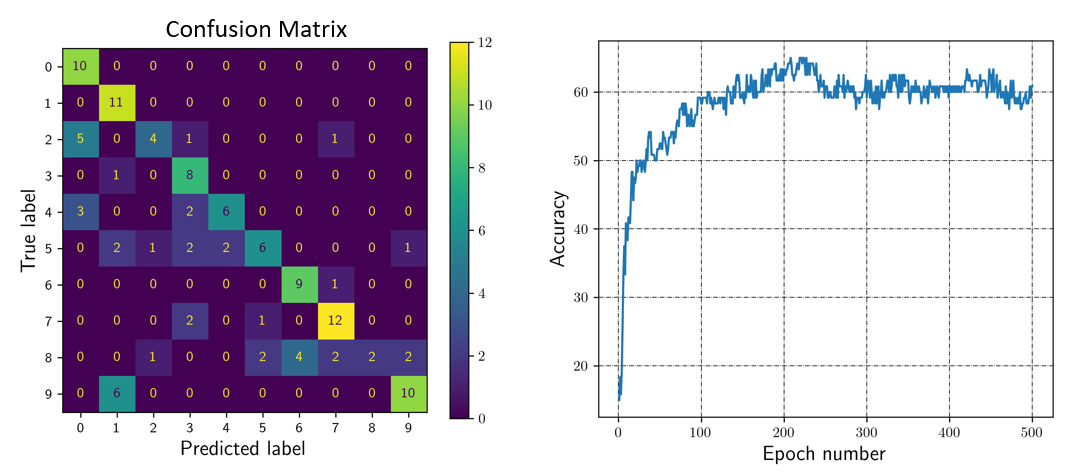 Confusion Matrix
0 10 0 0 0 0 0 0 0 0 0
1 0 11 0 0 0 0 0 0 0 0
2 5 0 4 1 0 0 0 1 0 0
3 0 1 0 8 0 0 0 0 0 0
4 3 0 0 2 6 0 0 0 0 0
5 0 2 1 2 2 6 0 0 0 1
6 0 0 0 0 0 0 9 1 0 0
7 0 0 0 2 0 1 0 12 0 0
8 0 0 1 0 0 2 4 2 2 2
9 0 6 0 0 0 0 0 0 0 10
0 1 2 3 4 5 6 7 8 9
True label
Predicted label
12
10
8
6
4
2
0
60
50
40
30
20
Accuracy
0 100 200 300 400 500
Epoch number